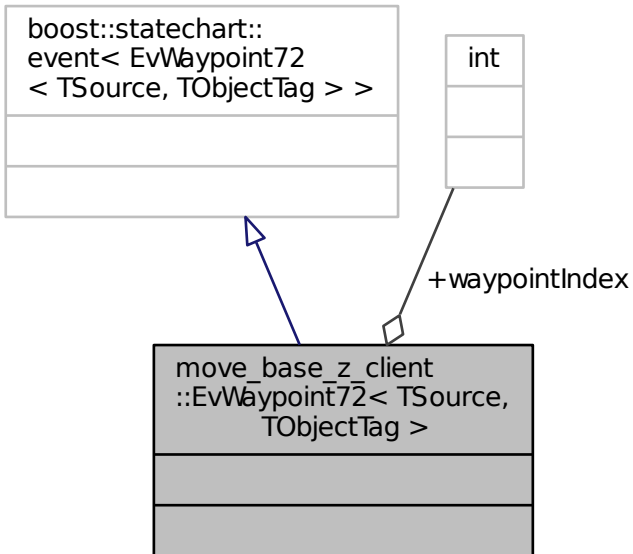 boost::statechart::
event< EvWaypoint72
< TSource, TObjectTag > >
int
+waypointIndex
move_base_z_client
::EvWaypoint72< TSource,
TObjectTag >